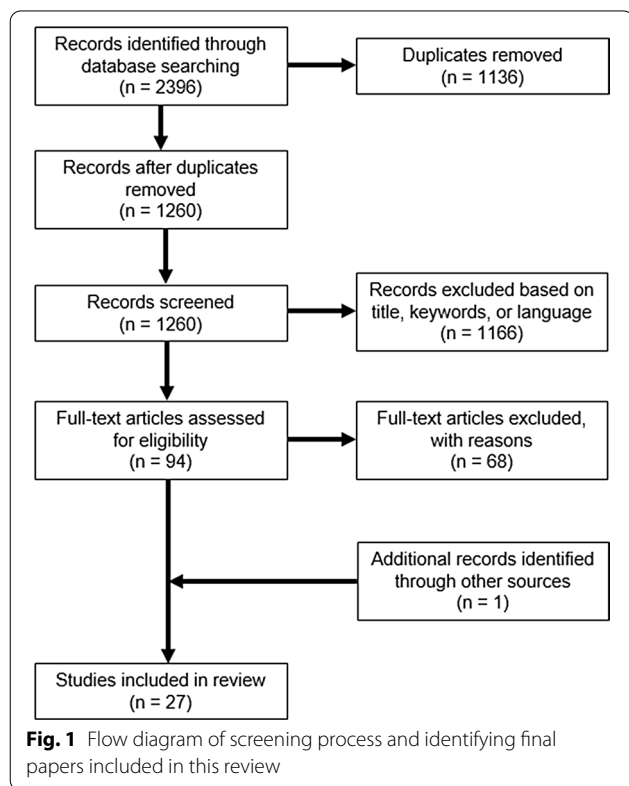 Records identified through
database searching
(n = 2396)
Duplicates removed
(n = 1136)
Records after duplicates
removed
(n = 1260)
Records screened
(n = 1260)
Records excluded based on
title, keywords, or language
(n = 1166)
Full-text articles assessed
for eligibility
(n = 94)
Full-text articles excluded,
with reasons
(n = 68)
Additional records identified
through other sources
(n = 1)
Studies included in review
(n = 27)
Fig. 1 Flow diagram of screening process and identifying final
papers included in this review